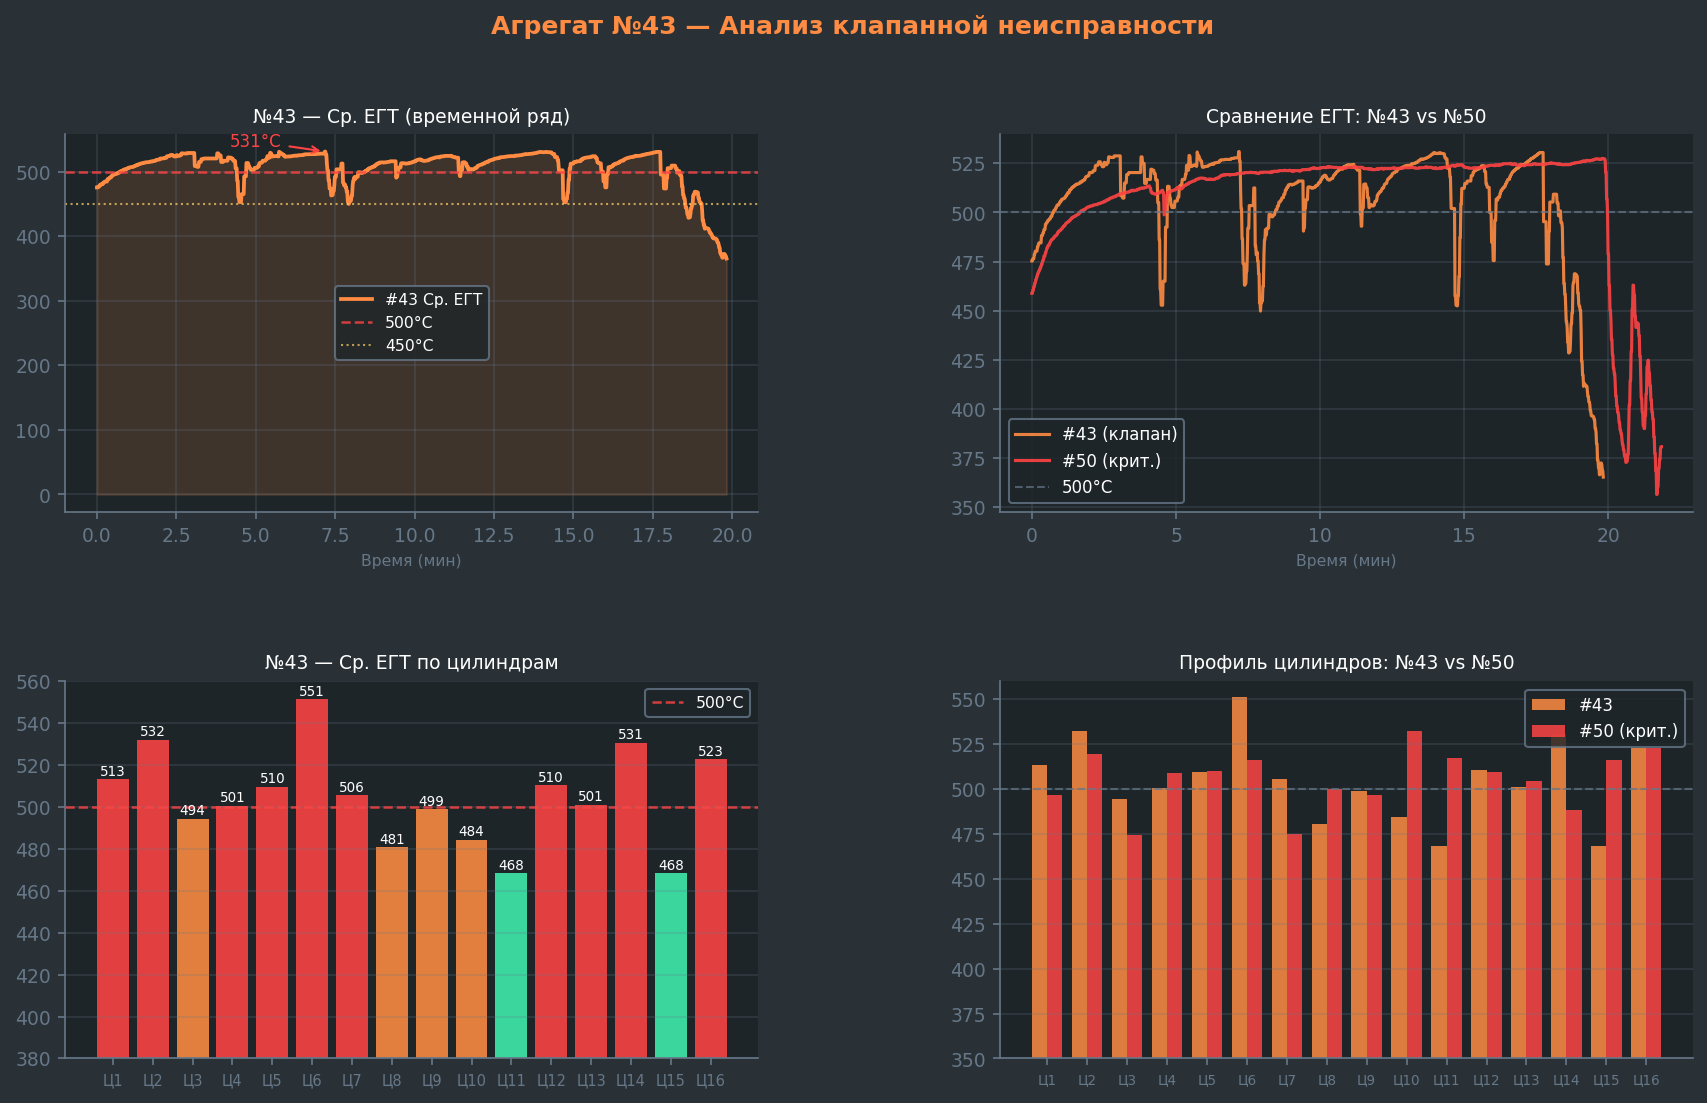 Агрегат №43 — Анализ клапанной неисправности
№43 — Ср. ЕГТ (временной ряд)
531°C
500
400
300
200
100
0
#43 Ср. ЕГТ
500°C
450°C
0.0 2.5 5.0 7.5 10.0 12.5 15.0 17.5 20.0
Время (мин)
Сравнение ЕГТ: №43 vs №50
525
500
475
450
425
400
375
350
#43 (клапан)
#50 (крит.)
500°C
0 5 10 15 20
Время (мин)
№43 — Ср. ЕГТ по цилиндрам
560
540
520
500
480
460
440
420
400
380
500°C
513 532 494 501 510 551 506 481 499 484 468 510 501 531 468 523
Ц1 Ц2 Ц3 Ц4 Ц5 Ц6 Ц7 Ц8 Ц9 Ц10 Ц11 Ц12 Ц13 Ц14 Ц15 Ц16
Профиль цилиндров: №43 vs №50
550
525
500
475
450
425
400
375
350
#43
#50 (крит.)
Ц1 Ц2 Ц3 Ц4 Ц5 Ц6 Ц7 Ц8 Ц9 Ц10 Ц11 Ц12 Ц13 Ц14 Ц15 Ц16